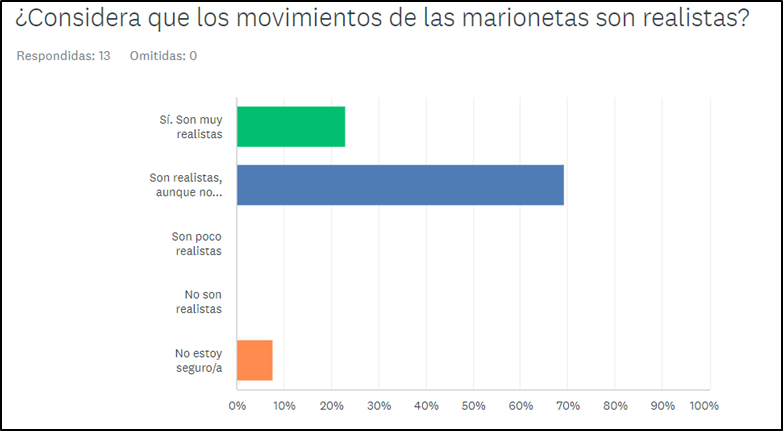 ¿Considera que los movimientos de las marionetas son realistas?
Respondidas: 13 Omitidas: 0
Sí. Son muy
realistas
Son realistas,
aunque no...
Son poco
realistas
No son
realistas
No estoy
seguro/a
0% 10% 20% 30% 40% 50% 60% 70% 80% 90% 100%